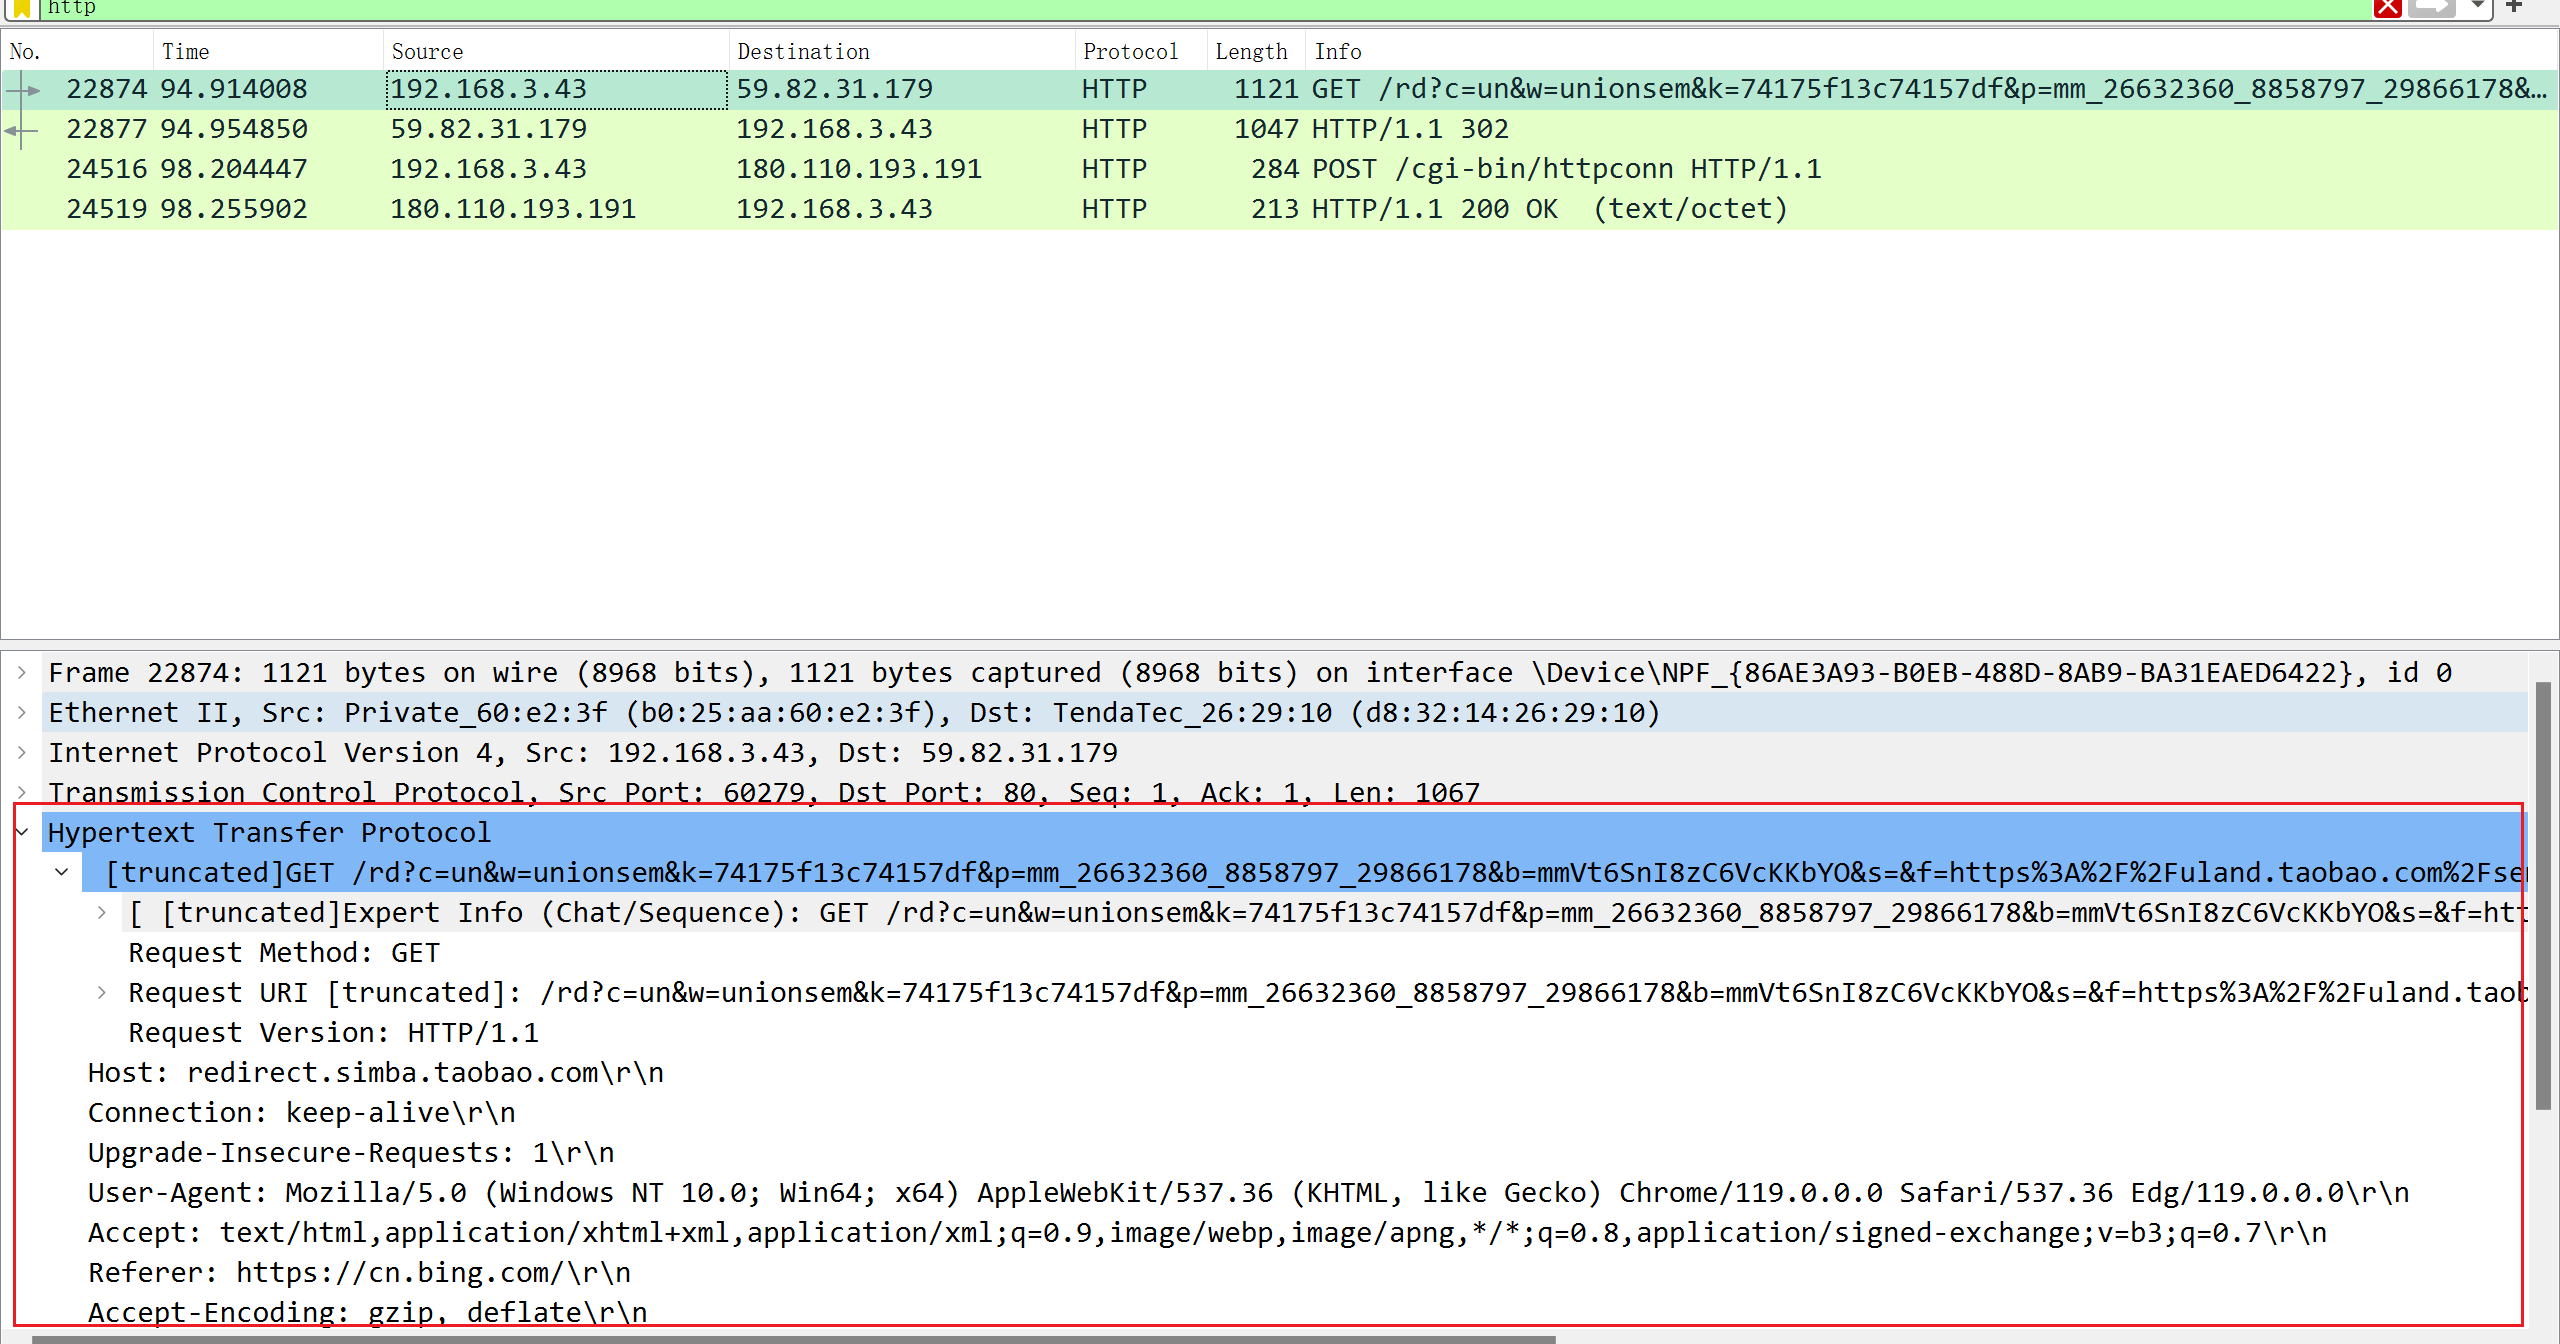 http
No. Time Source Destination Protocol Length Info
22874 94.914008 192.168.3.43 59.82.31.179 HTTP 1121 GET /rd?c=un&w=unionsem&k=74175f13c74157df&p=mm_26632360_8858797_29866178&…
22877 94.954850 59.82.31.179 192.168.3.43 HTTP 1047 HTTP/1.1 302
24516 98.204447 192.168.3.43 180.110.193.191 HTTP 284 POST /cgi-bin/httpconn HTTP/1.1
24519 98.255902 180.110.193.191 192.168.3.43 HTTP 213 HTTP/1.1 200 OK  (text/octet)
Frame 22874: 1121 bytes on wire (8968 bits), 1121 bytes captured (8968 bits) on interface \Device\NPF_{86AE3A93-B0EB-488D-8AB9-BA31EAED6422}, id 0
Ethernet II, Src: Private_60:e2:3f (b0:25:aa:60:e2:3f), Dst: TendaTec_26:29:10 (d8:32:14:26:29:10)
Internet Protocol Version 4, Src: 192.168.3.43, Dst: 59.82.31.179
Transmission Control Protocol, Src Port: 60279, Dst Port: 80, Seq: 1, Ack: 1, Len: 1067
Hypertext Transfer Protocol
[truncated]GET /rd?c=un&w=unionsem&k=74175f13c74157df&p=mm_26632360_8858797_29866178&b=mmVt6SnI8zC6VcKKbYO&s=&f=https%3A%2F%2Fuland.taobao.com%2Fse
[ [truncated]Expert Info (Chat/Sequence): GET /rd?c=un&w=unionsem&k=74175f13c74157df&p=mm_26632360_8858797_29866178&b=mmVt6SnI8zC6VcKKbYO&s=&f=htt
Request Method: GET
Request URI [truncated]: /rd?c=un&w=unionsem&k=74175f13c74157df&p=mm_26632360_8858797_29866178&b=mmVt6SnI8zC6VcKKbYO&s=&f=https%3A%2F%2Fuland.taob
Request Version: HTTP/1.1
Host: redirect.simba.taobao.com\r\n
Connection: keep-alive\r\n
Upgrade-Insecure-Requests: 1\r\n
User-Agent: Mozilla/5.0 (Windows NT 10.0; Win64; x64) AppleWebKit/537.36 (KHTML, like Gecko) Chrome/119.0.0.0 Safari/537.36 Edg/119.0.0.0\r\n
Accept: text/html,application/xhtml+xml,application/xml;q=0.9,image/webp,image/apng,*/*;q=0.8,application/signed-exchange;v=b3;q=0.7\r\n
Referer: https://cn.bing.com/\r\n
Accept-Encoding: gzip, deflate\r\n